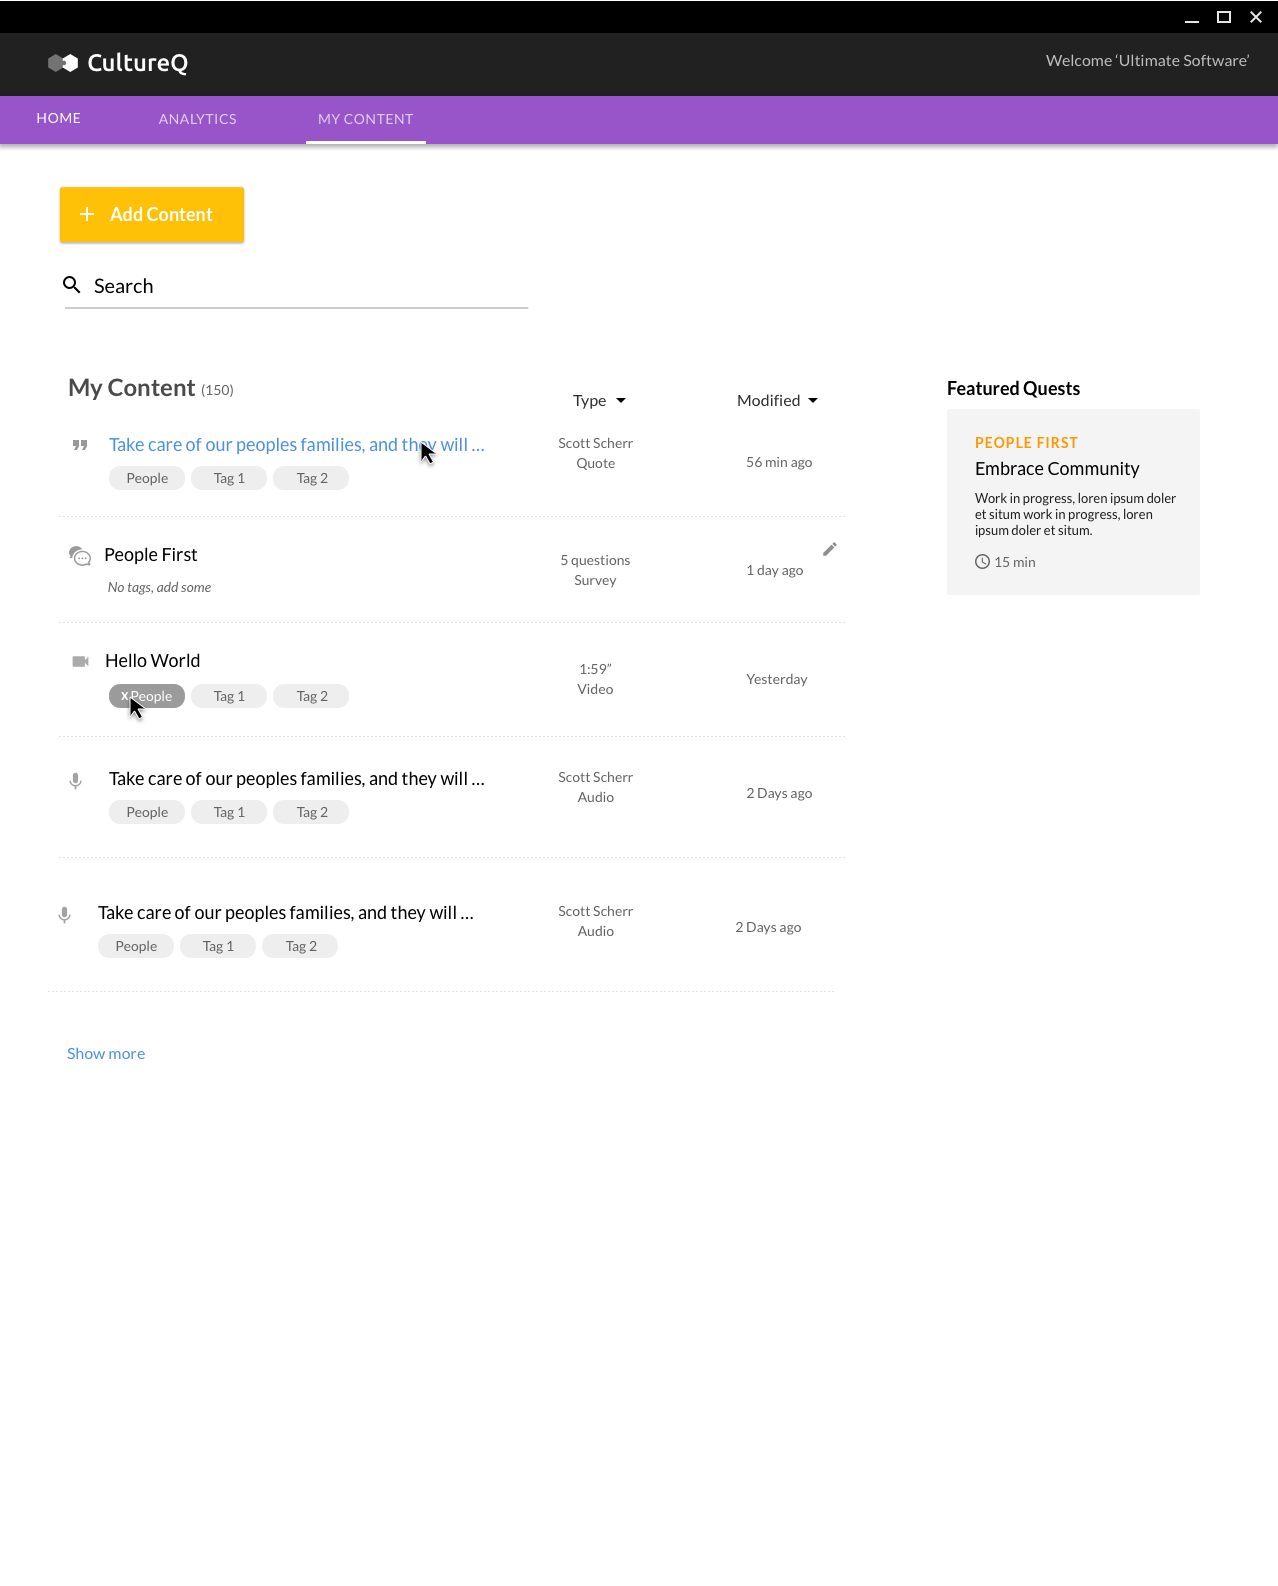 CultureQ
Welcome ‘Ultimate Software’
HOME
ANALYTICS
MY CONTENT
+ Add Content
Search
My Content (150)
Type
Modified
Take care of our peoples families, and they will ...
People
Tag 1
Tag 2
Scott Scherr
Quote
56 min ago
People First
No tags, add some
5 questions
Survey
1 day ago
Hello World
x People
Tag 1
Tag 2
1:59”
Video
Yesterday
Take care of our peoples families, and they will ...
People
Tag 1
Tag 2
Scott Scherr
Audio
2 Days ago
Take care of our peoples families, and they will ...
People
Tag 1
Tag 2
Scott Scherr
Audio
2 Days ago
Show more
Featured Quests
PEOPLE FIRST
Embrace Community
Work in progress, loren ipsum doler
et situm work in progress, loren
ipsum doler et situm.
15 min